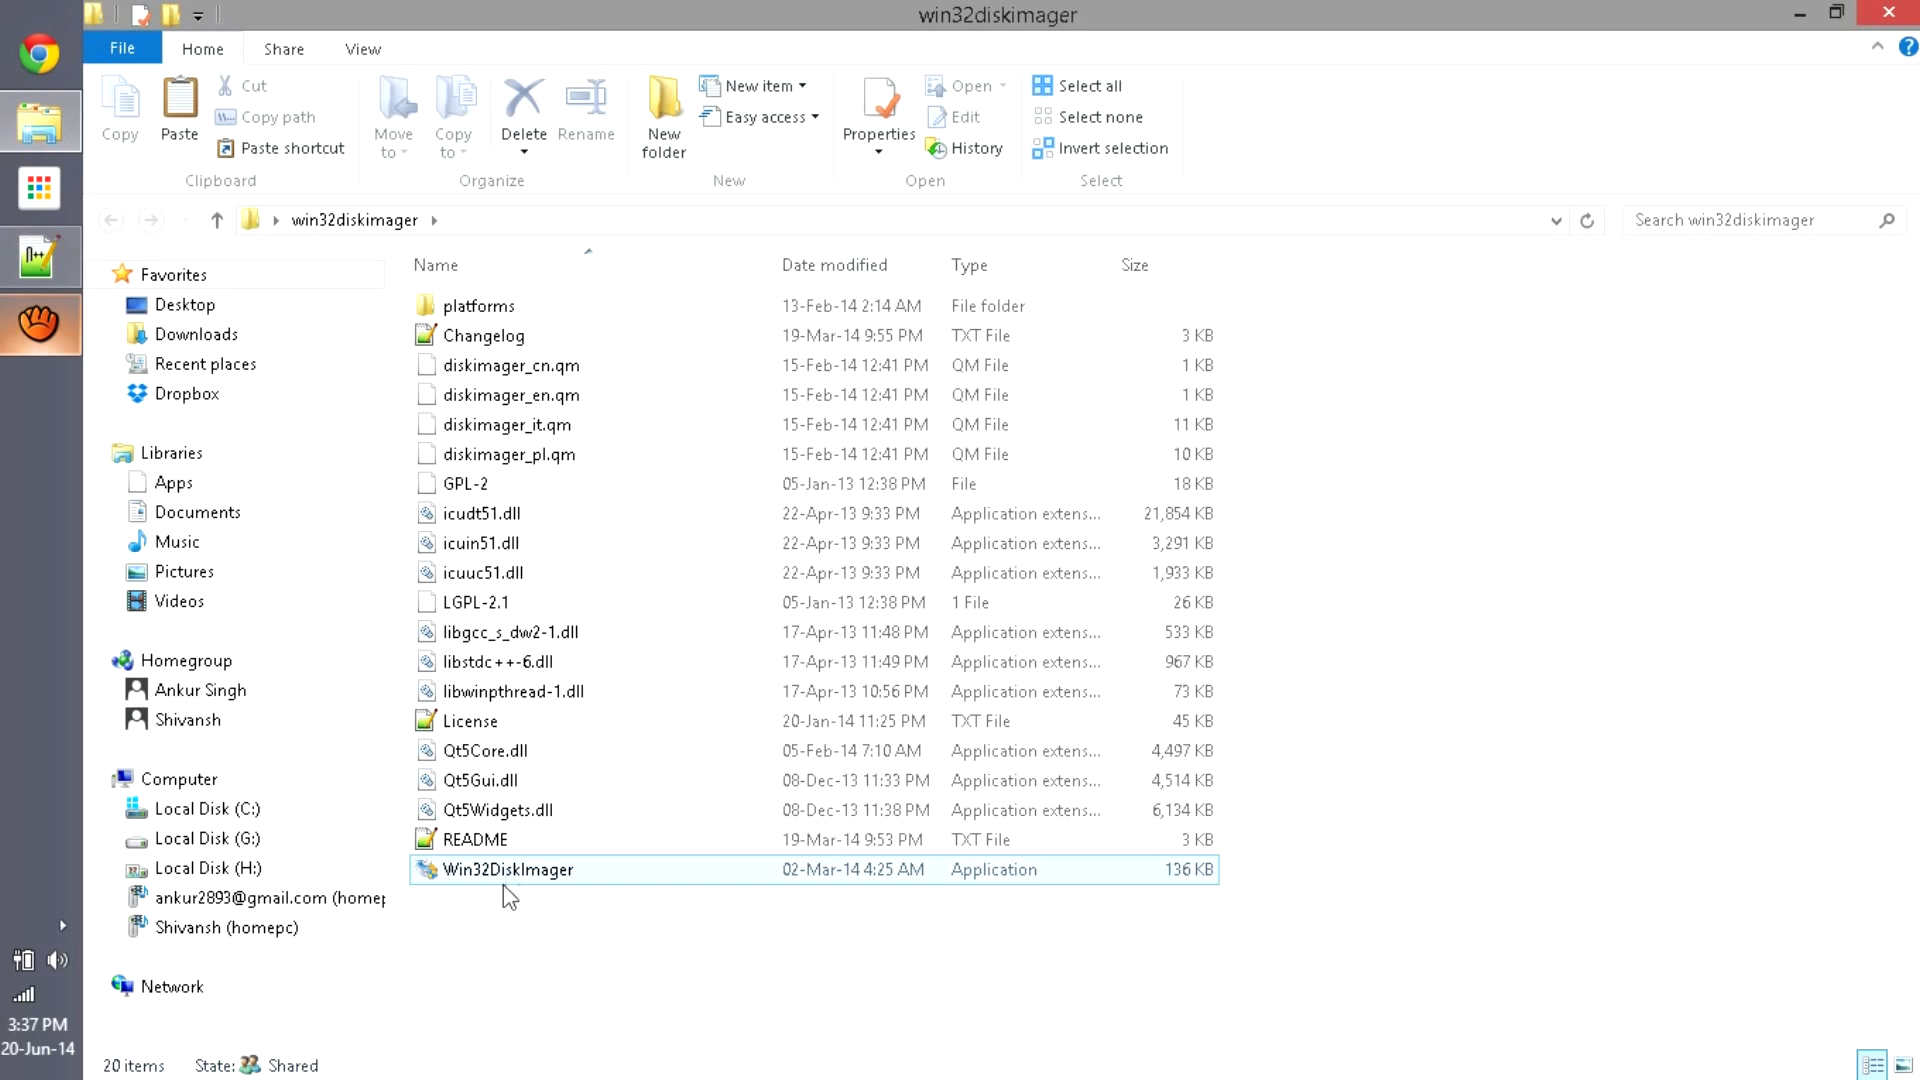 win32diskimager
File Home Share View
Copy
Paste
Cut
Copy path
Paste shortcut
Clipboard
Move to
Copy to
Delete
Rename
Organize
New folder
New item
Easy access
New
Properties
Open
Edit
History
Open
Select all
Select none
Invert selection
Select
win32diskimager
Search win32diskimager
Favorites
Desktop
Downloads
Recent places
Dropbox
Libraries
Apps
Documents
Music
Pictures
Videos
Homegroup
Ankur Singh
Shivansh
Computer
Local Disk (C:)
Local Disk (G:)
Local Disk (H:)
ankur2893@gmail.com (homep
Shivansh (homepc)
Network
Name Date modified Type Size
platforms 13-Feb-14 2:14 AM File folder
Changelog 19-Mar-14 9:55 PM TXT File 3 KB
diskimager_cn.qm 15-Feb-14 12:41 PM QM File 1 KB
diskimager_en.qm 15-Feb-14 12:41 PM QM File 1 KB
diskimager_it.qm 15-Feb-14 12:41 PM QM File 11 KB
diskimager_pl.qm 15-Feb-14 12:41 PM QM File 10 KB
GPL-2 05-Jan-13 12:38 PM File 18 KB
icudt51.dll 22-Apr-13 9:33 PM Application extens... 21,854 KB
icuin51.dll 22-Apr-13 9:33 PM Application extens... 3,291 KB
icuuc51.dll 22-Apr-13 9:33 PM Application extens... 1,933 KB
LGPL-2.1 05-Jan-13 12:38 PM 1 File 26 KB
libgcc_s_dw2-1.dll 17-Apr-13 11:48 PM Application extens... 533 KB
libstdc++-6.dll 17-Apr-13 11:49 PM Application extens... 967 KB
libwinpthread-1.dll 17-Apr-13 10:56 PM Application extens... 73 KB
License 20-Jan-14 11:25 PM TXT File 45 KB
Qt5Core.dll 05-Feb-14 7:10 AM Application extens... 4,497 KB
Qt5Gui.dll 08-Dec-13 11:33 PM Application extens... 4,514 KB
Qt5Widgets.dll 08-Dec-13 11:38 PM Application extens... 6,134 KB
README 19-Mar-14 9:53 PM TXT File 3 KB
Win32DiskImager 02-Mar-14 4:25 AM Application 136 KB
3:37 PM
20-Jun-14
20 items State: Shared